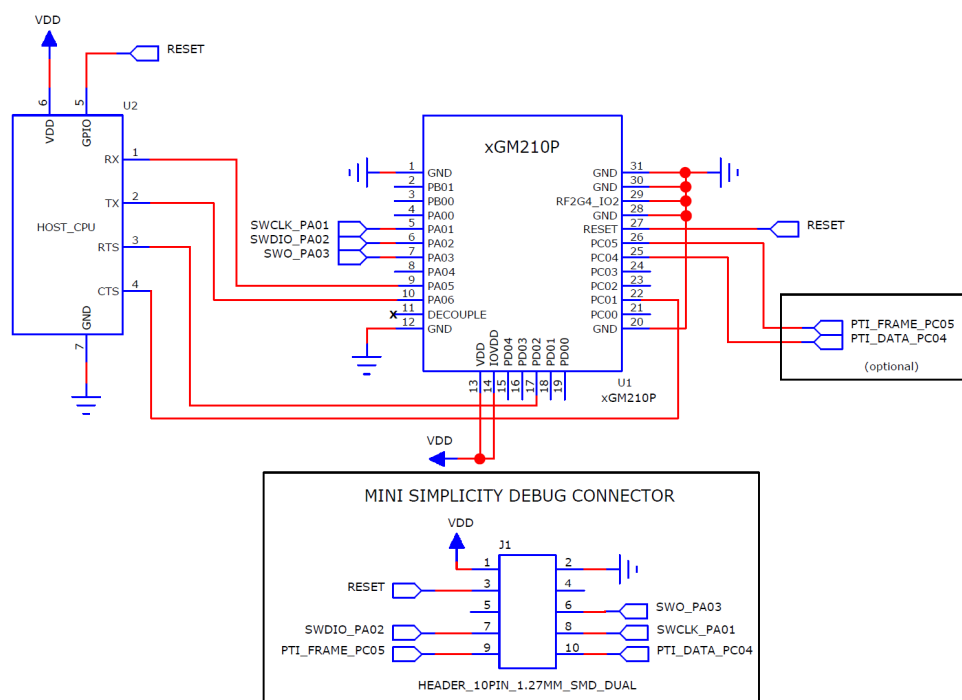 VDD
RESET
6
5
U2
VDD
GPIO
RX 1
TX 2
HOST_CPU
RTS 3
CTS 4
GND
7
xGM210P
1 GND
2 PB01
3 PB00
4 PA00
SWCLK_PA01 5 PA01
SWDIO_PA02 6 PA02
SWO_PA03 7 PA03
8 PA04
9 PA05
10 PA06
x 11 DECOUPLE
12 GND
GND 31
GND 30
RF2G4_IO2 29
GND 28
RESET 27 RESET
PC05 26
PC04 25
PC03 24
PC02 23
PC01 22
PC00 21
GND 20
VDD IOVDD PD04 PD03 PD02 PD01 PD00
13 14 15 16 17 18 19
U1
xGM210P
PTI_FRAME_PC05
PTI_DATA_PC04
(optional)
VDD
MINI SIMPLICITY DEBUG CONNECTOR
VDD
J1
1 2
RESET 3 4
5 6 SWO_PA03
SWDIO_PA02 7 8 SWCLK_PA01
PTI_FRAME_PC05 9 10 PTI_DATA_PC04
HEADER_10PIN_1.27MM_SMD_DUAL